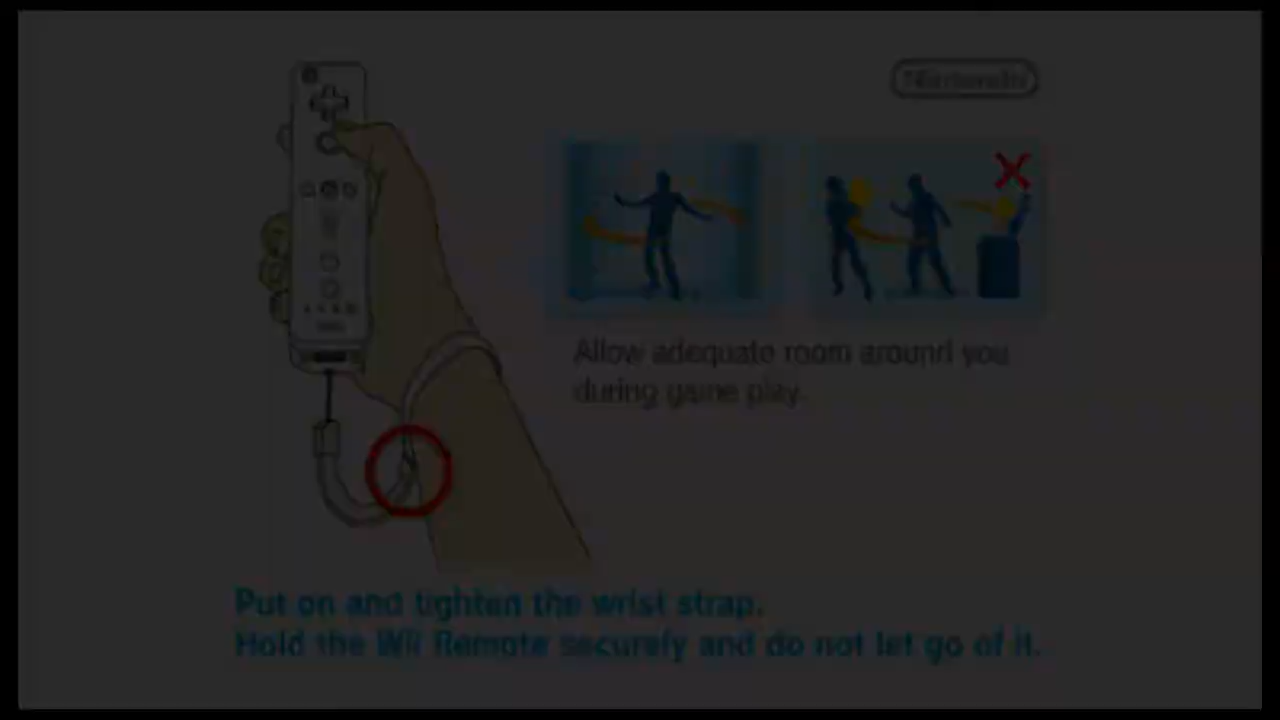 Nintendo
Allow adequate room around you
during game play.
Put on and tighten the wrist strap.
Hold the Wii Remote securely and do not let go of it.